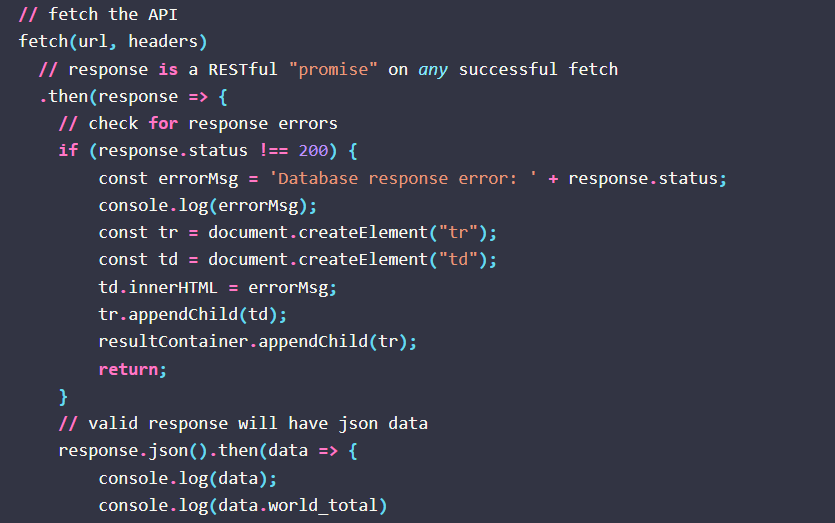 // fetch the API
fetch(url, headers)
// response is a RESTful "promise" on any successful fetch
.then(response => {
// check for response errors
if (response.status !== 200) {
const errorMsg = 'Database response error: ' + response.status;
console.log(errorMsg);
const tr = document.createElement("tr");
const td = document.createElement("td");
td.innerHTML = errorMsg;
tr.appendChild(td);
resultContainer.appendChild(tr);
return;
}
// valid response will have json data
response.json().then(data => {
console.log(data);
console.log(data.world_total)